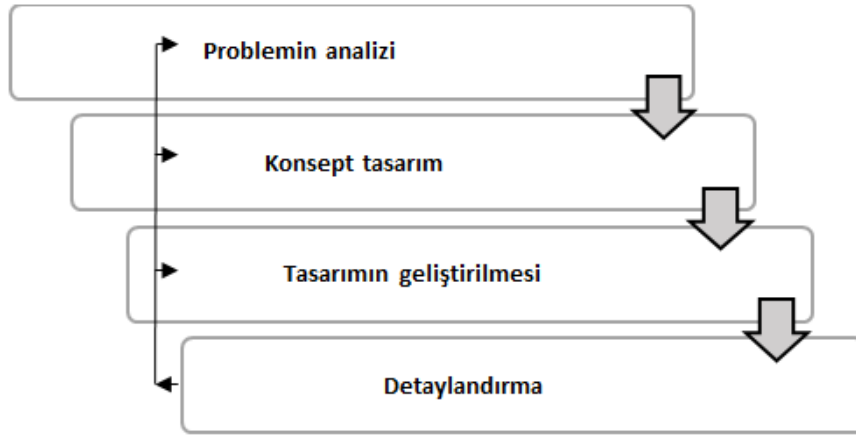 Problemin analizi
Konsept tasarım
Tasarımın geliştirilmesi
Detaylandırma